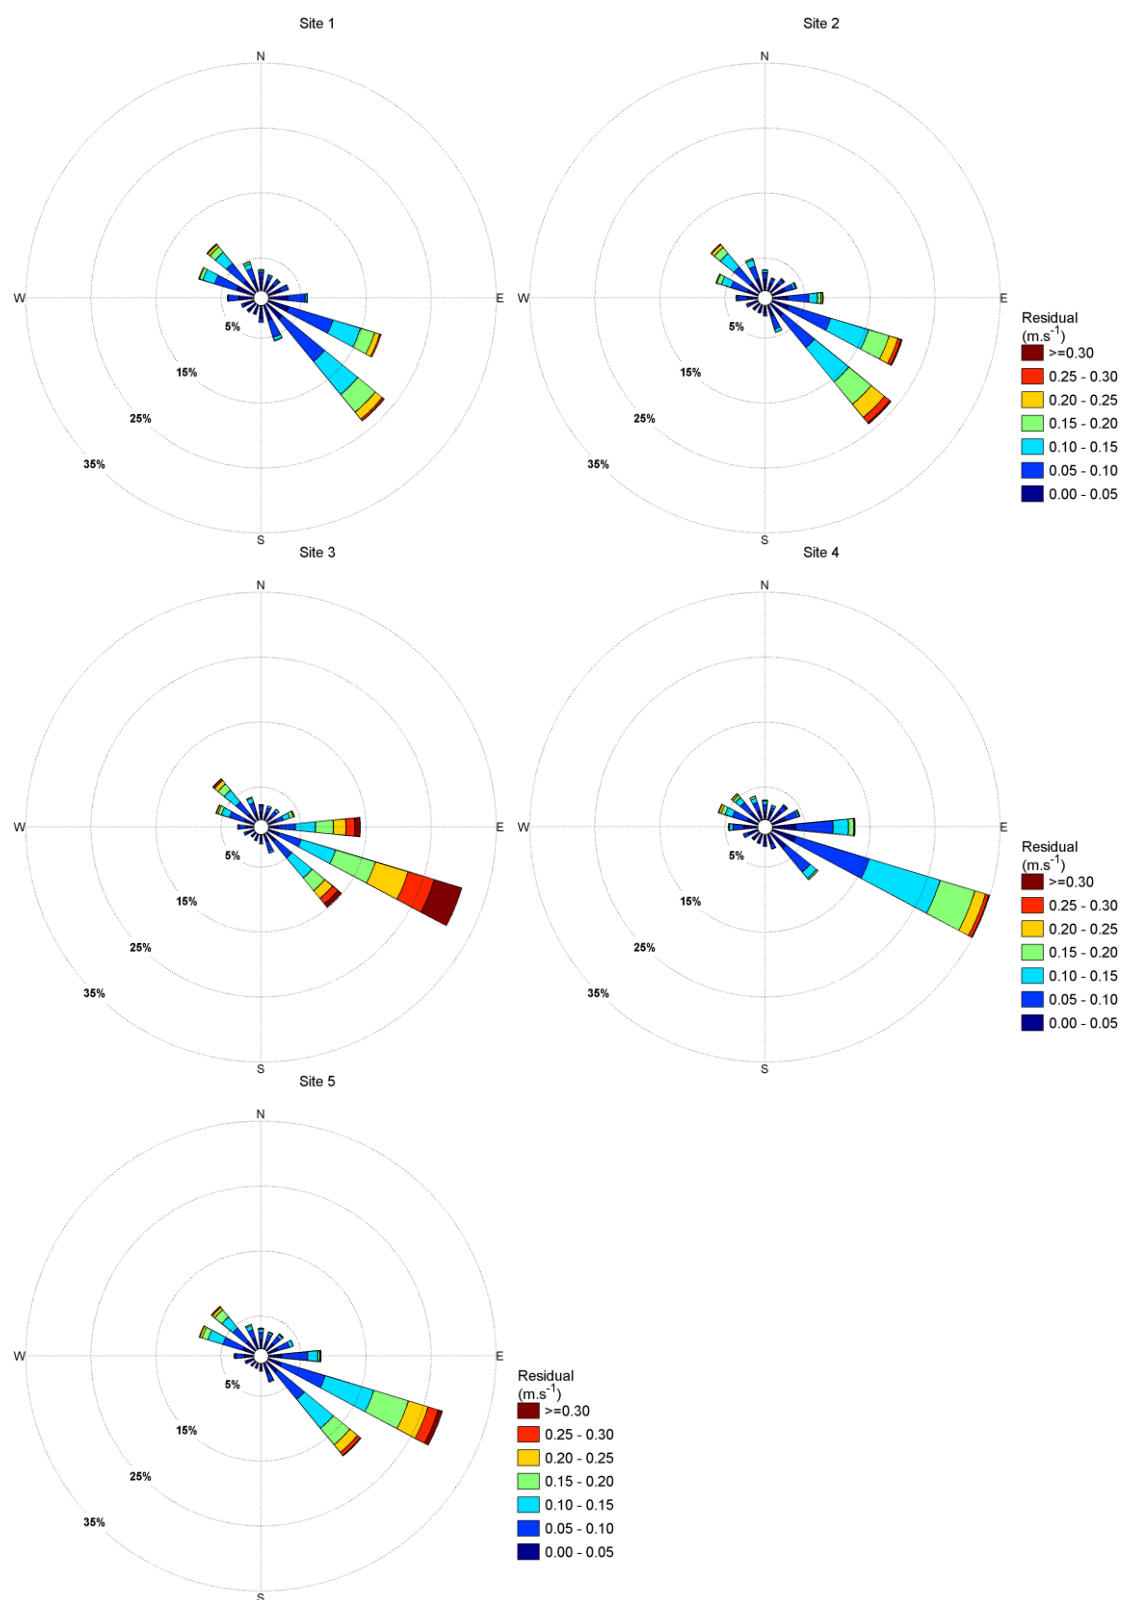 Site 1
Site 2
N
N
W
E
W
E
5%
5%
15%
15%
25%
25%
35%
35%
S
S
Residual
(m.s⁻¹)
>=0.30
0.25 - 0.30
0.20 - 0.25
0.15 - 0.20
0.10 - 0.15
0.05 - 0.10
0.00 - 0.05
Site 3
Site 4
N
N
W
E
W
E
5%
5%
15%
15%
25%
25%
35%
35%
S
S
Residual
(m.s⁻¹)
>=0.30
0.25 - 0.30
0.20 - 0.25
0.15 - 0.20
0.10 - 0.15
0.05 - 0.10
0.00 - 0.05
Site 5
N
W
E
5%
15%
25%
35%
S
Residual
(m.s⁻¹)
>=0.30
0.25 - 0.30
0.20 - 0.25
0.15 - 0.20
0.10 - 0.15
0.05 - 0.10
0.00 - 0.05